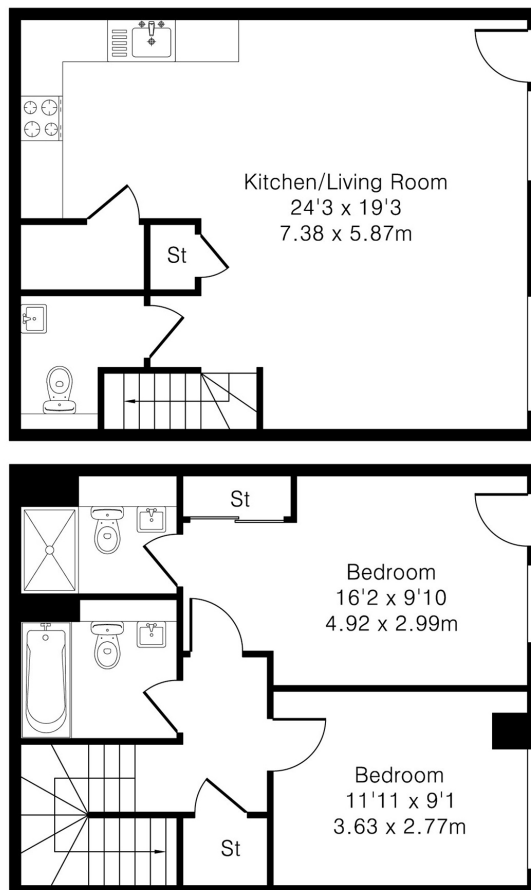 Kitchen/Living Room
24'3 x 19'3
7.38 x 5.87m
St
St
Bedroom
16'2 x 9'10
4.92 x 2.99m
Bedroom
11'11 x 9'1
3.63 x 2.77m
St